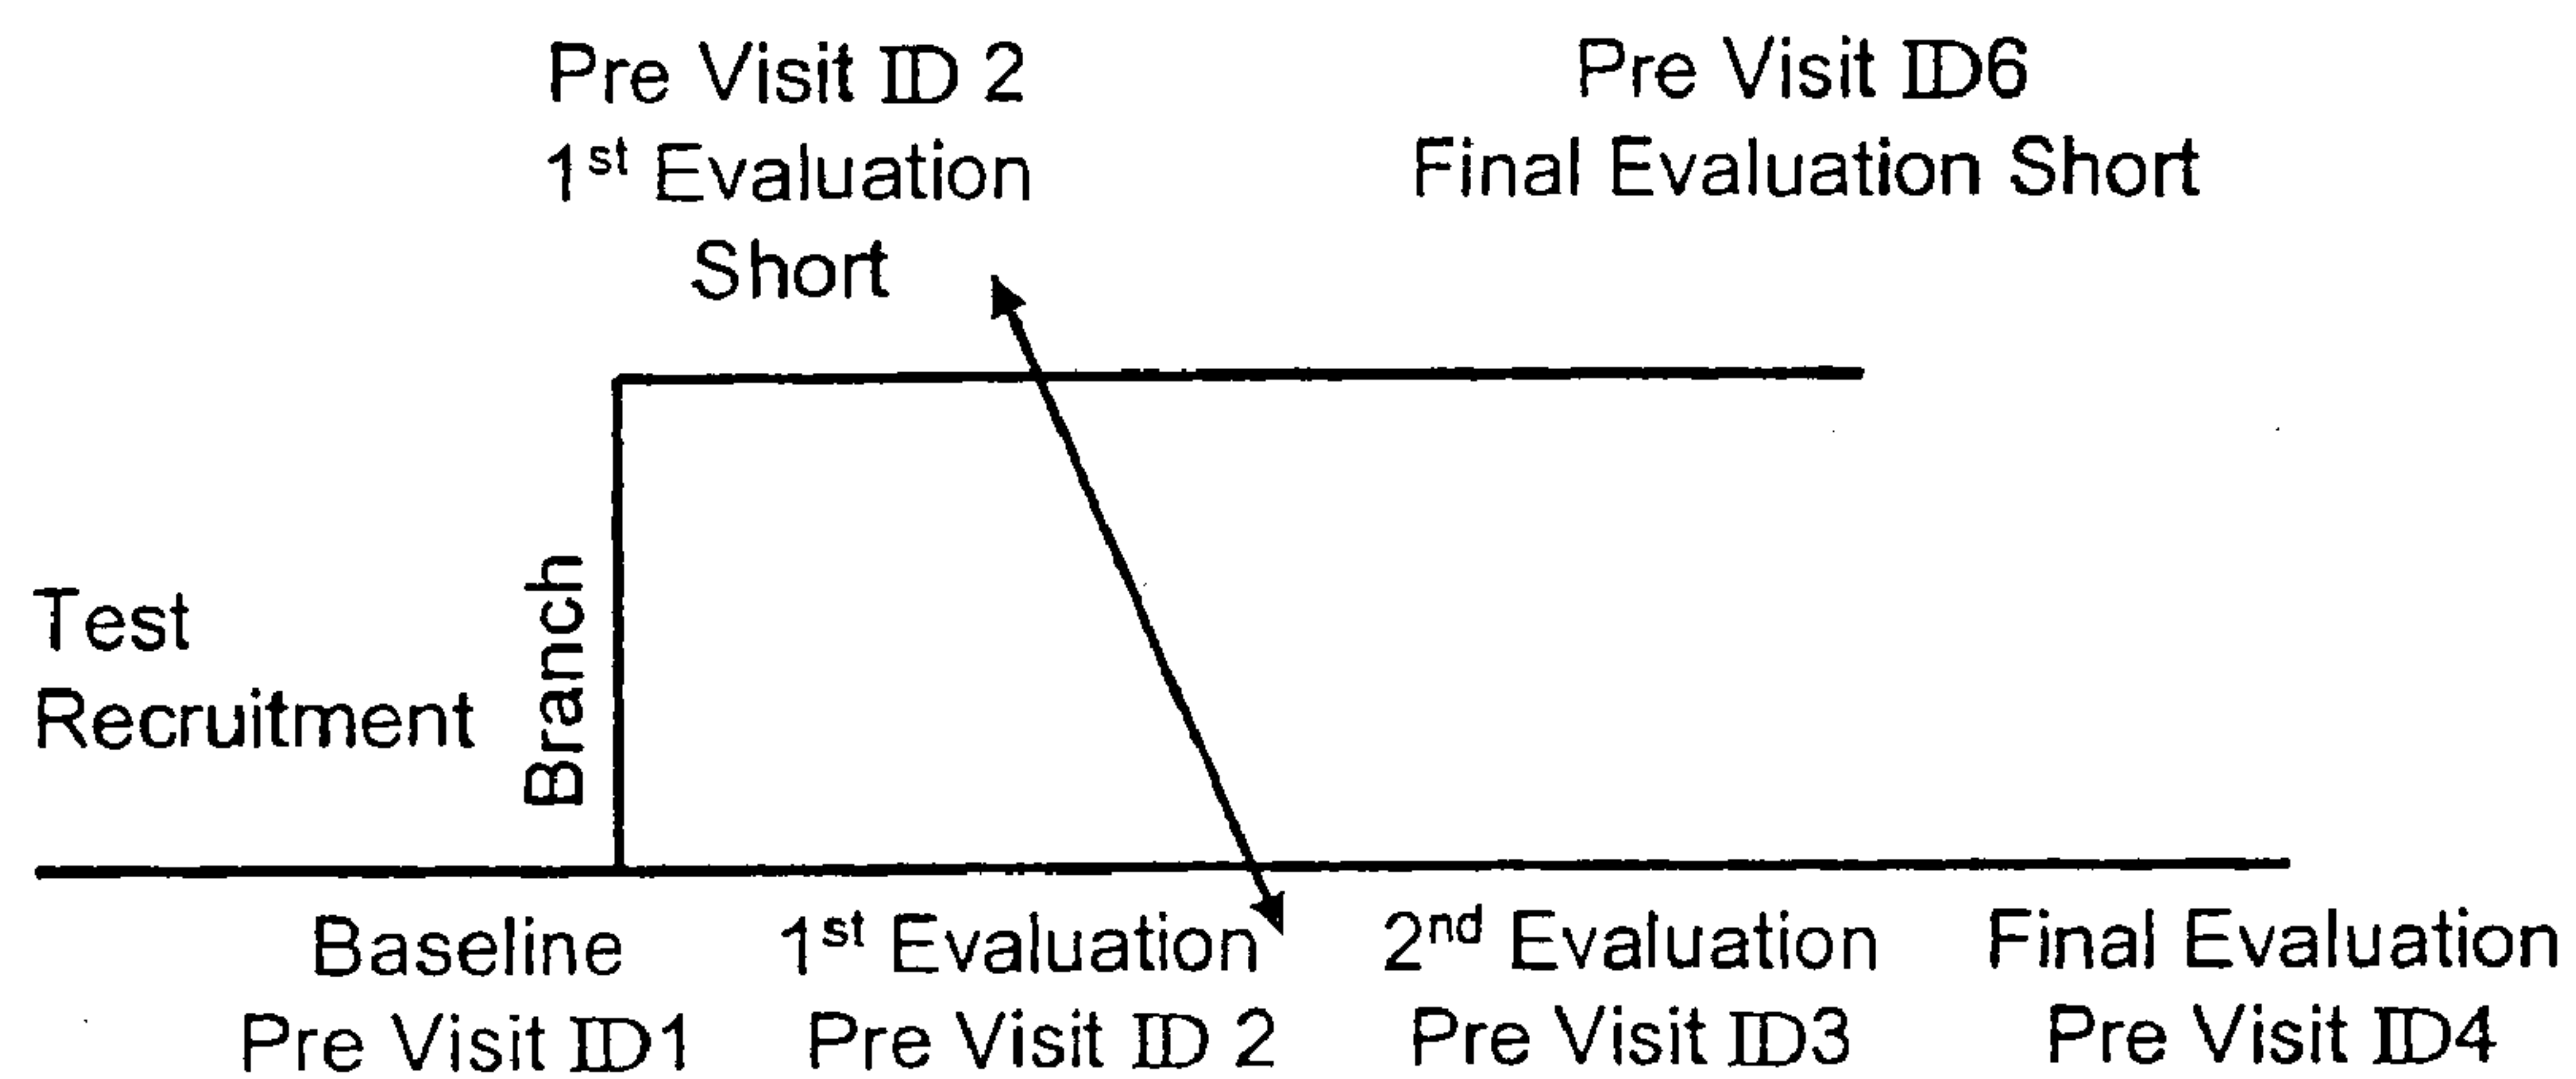 Pre Visit ID 2
1st Evaluation
Short
Pre Visit ID6
Final Evaluation Short
Test
Recruitment
Branch
Baseline
Pre Visit ID1
1st Evaluation
Pre Visit ID 2
2nd Evaluation
Pre Visit ID3
Final Evaluation
Pre Visit ID4